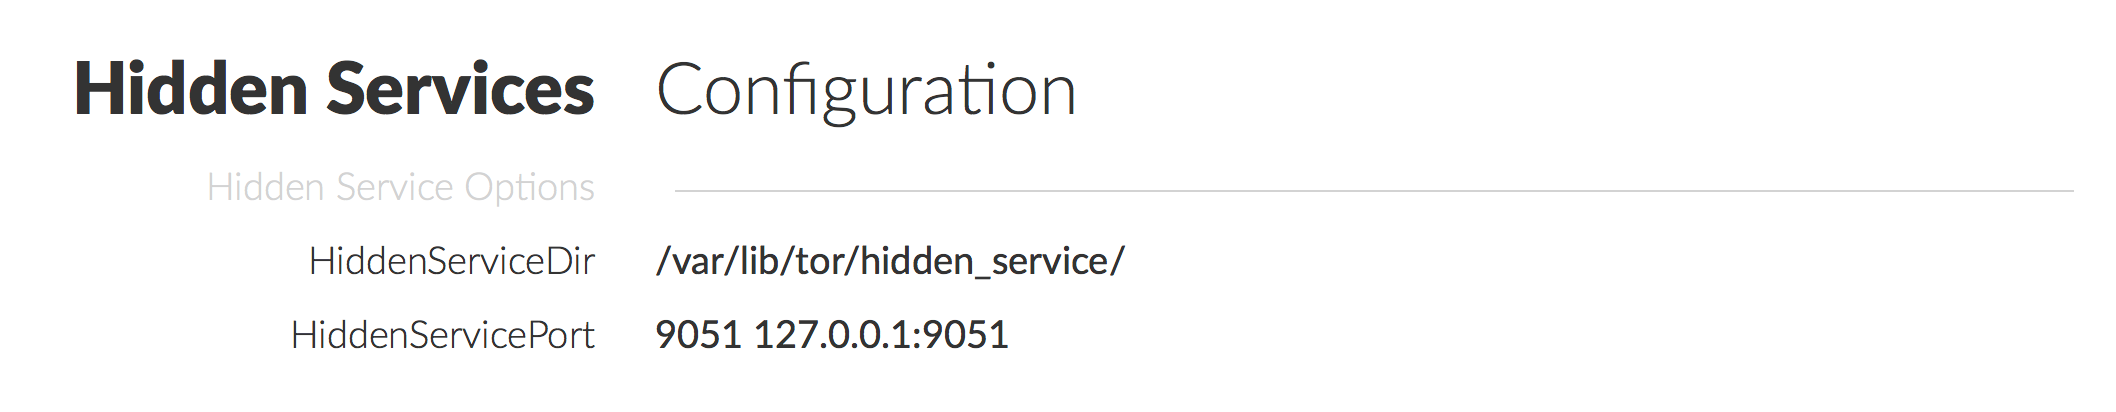 Hidden Services Configuration
Hidden Service Options
HiddenServiceDir /var/lib/tor/hidden_service/
HiddenServicePort 9051 127.0.0.1:9051